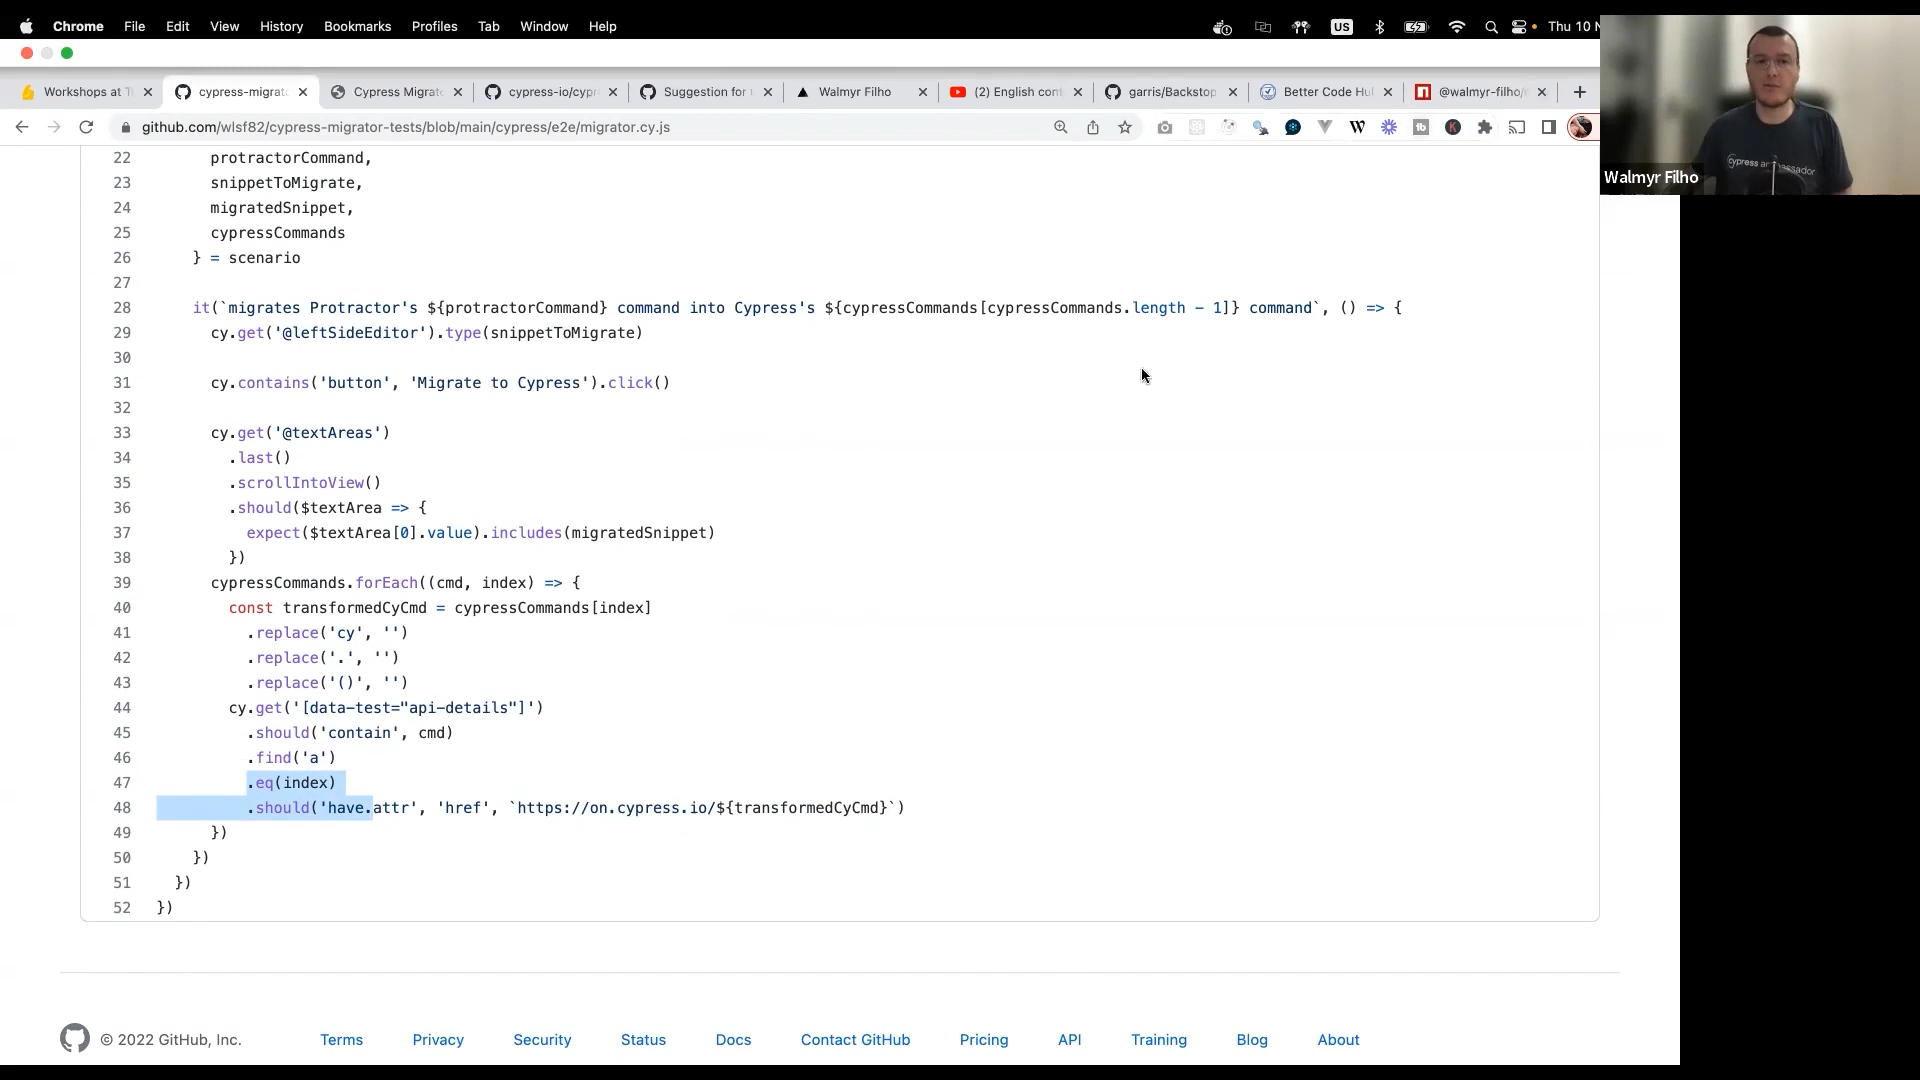 Chrome File Edit View History Bookmarks Profiles Tab Window Help US Thu 10 N
Workshops at T cypress-migrato Cypress Migrat cypress-io/cypr Suggestion for Walmyr Filho (2) English cont garris/Backstop Better Code Hu @walmyr-filho/
github.com/wlsf82/cypress-migrator-tests/blob/main/cypress/e2e/migrator.cy.js
cypress ambassador
Walmyr Filho
22 protractorCommand,
23 snippetToMigrate,
24 migratedSnippet,
25 cypressCommands
26 } = scenario
27
28 it(`migrates Protractor's ${protractorCommand} command into Cypress's ${cypressCommands[cypressCommands.length - 1]} command`, () => {
29 cy.get('@leftSideEditor').type(snippetToMigrate)
30
31 cy.contains('button', 'Migrate to Cypress').click()
32
33 cy.get('@textAreas')
34 .last()
35 .scrollIntoView()
36 .should($textArea => {
37 expect($textArea[0].value).includes(migratedSnippet)
38 })
39 cypressCommands.forEach((cmd, index) => {
40 const transformedCyCmd = cypressCommands[index]
41 .replace('cy', '')
42 .replace('.', '')
43 .replace('()', '')
44 cy.get('[data-test="api-details"]')
45 .should('contain', cmd)
46 .find('a')
47 .eq(index)
48 .should('have.attr', 'href', `https://on.cypress.io/${transformedCyCmd}`)
49 })
50 })
51 })
52 })
© 2022 GitHub, Inc. Terms Privacy Security Status Docs Contact GitHub Pricing API Training Blog About